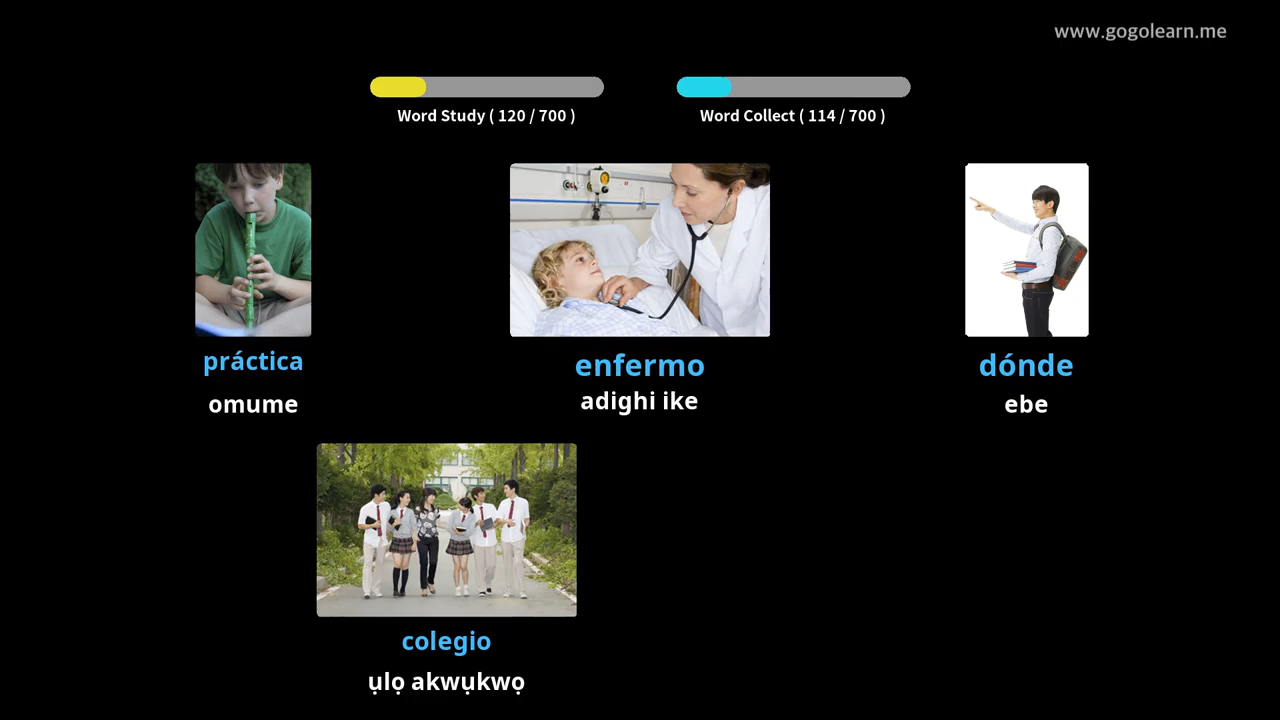 www.gogolearn.me
Word Study ( 120 / 700 )
Word Collect ( 114 / 700 )
práctica
omume
enfermo
adighi ike
dónde
ebe
colegio
ụlọ akwụkwọ